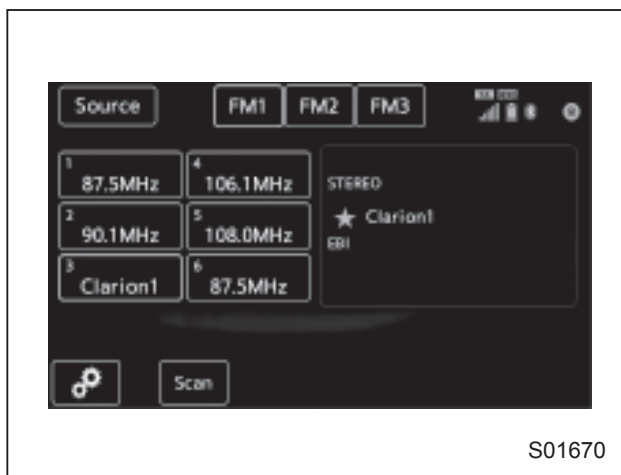 Source FM1 FM2 FM3
1 87.5MHz 4 106.1MHz
2 90.1MHz 5 108.0MHz
3 Clarion1 6 87.5MHz
STEREO
★ Clarion1
EBI
Scan
S01670